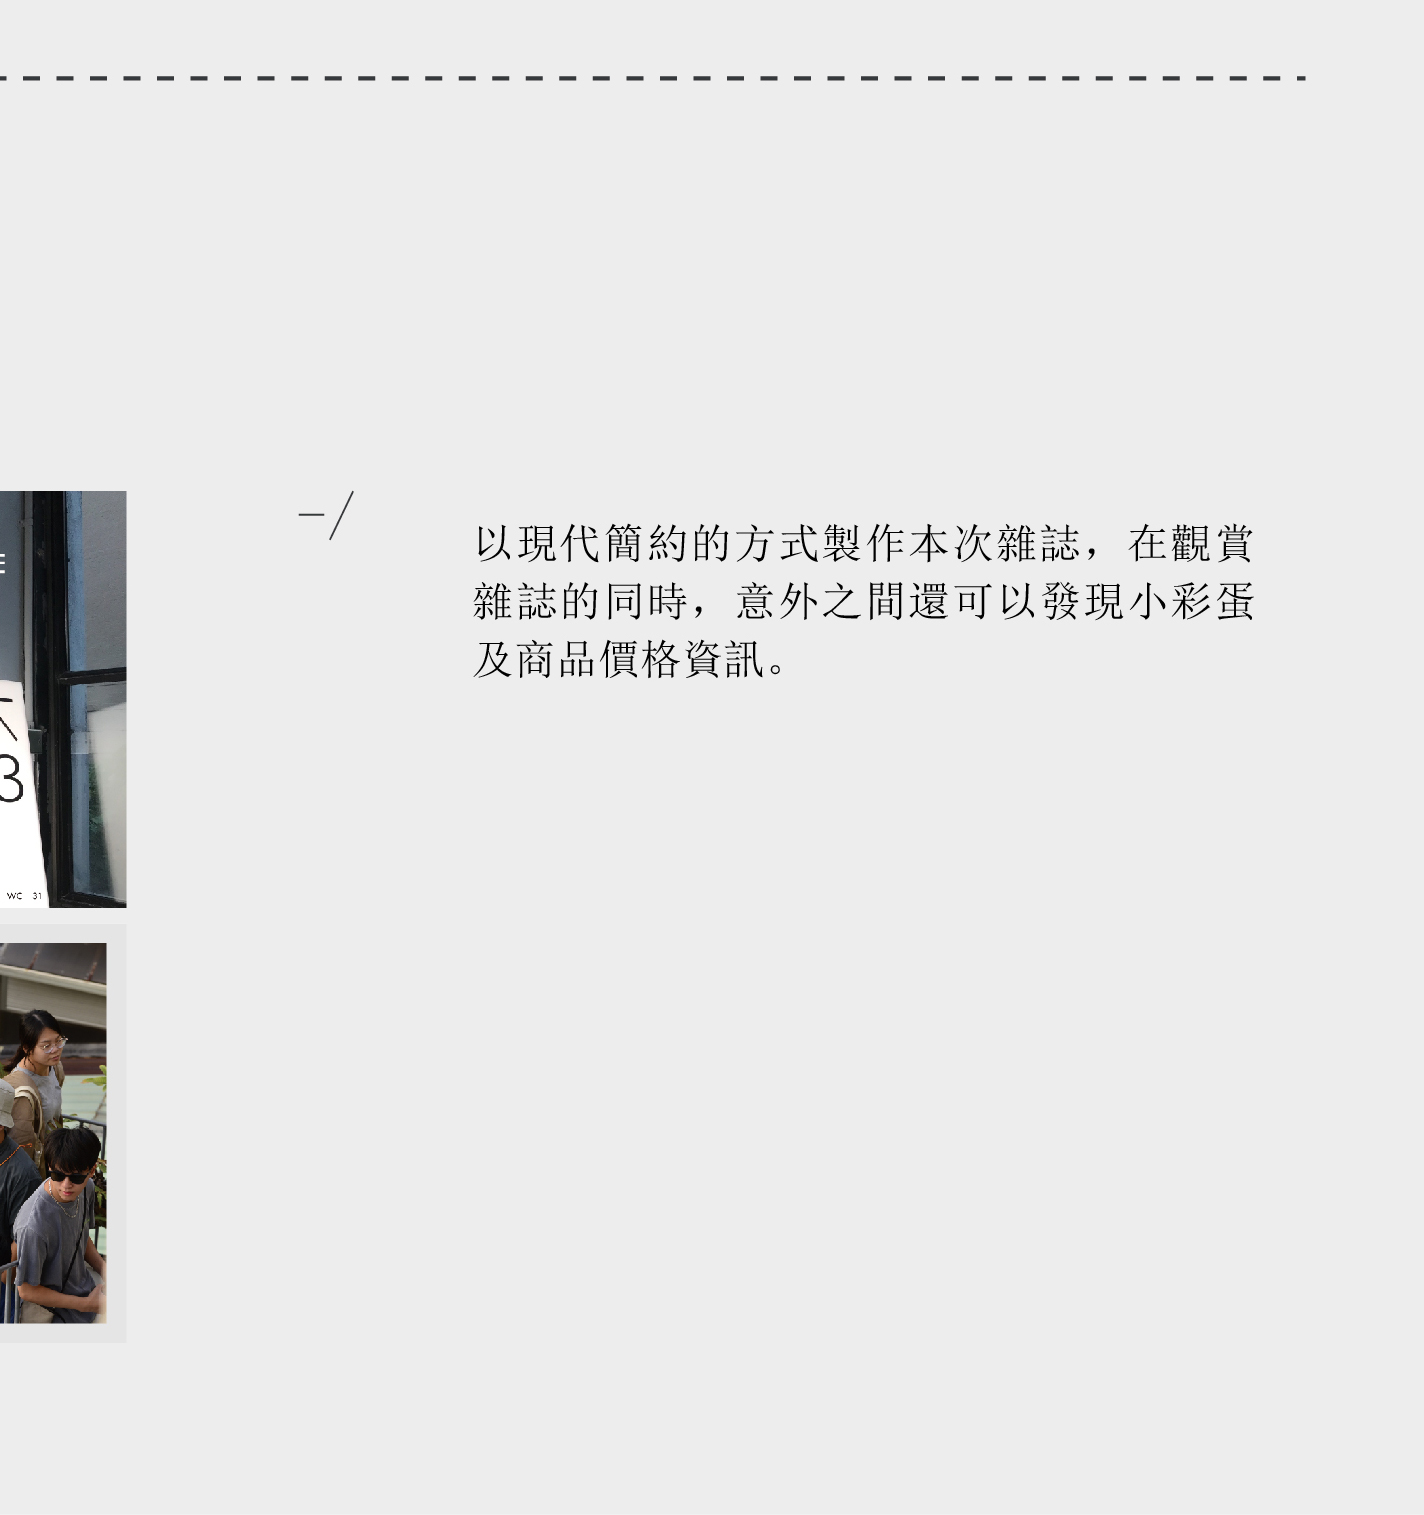 以現代簡約的方式製作本次雜誌，在觀賞
雜誌的同時，意外之間還可以發現小彩蛋
及商品價格資訊。
E
3
WC 31